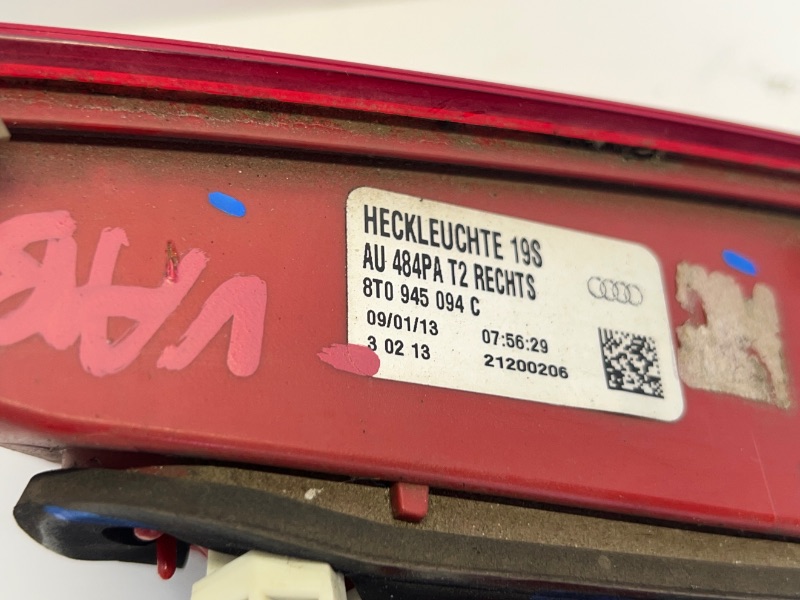 HECKLEUCHTE 19S
AU 484PA T2 RECHTS
8T0 945 094 C
09/01/13 07:56:29
3 02 13 21200206